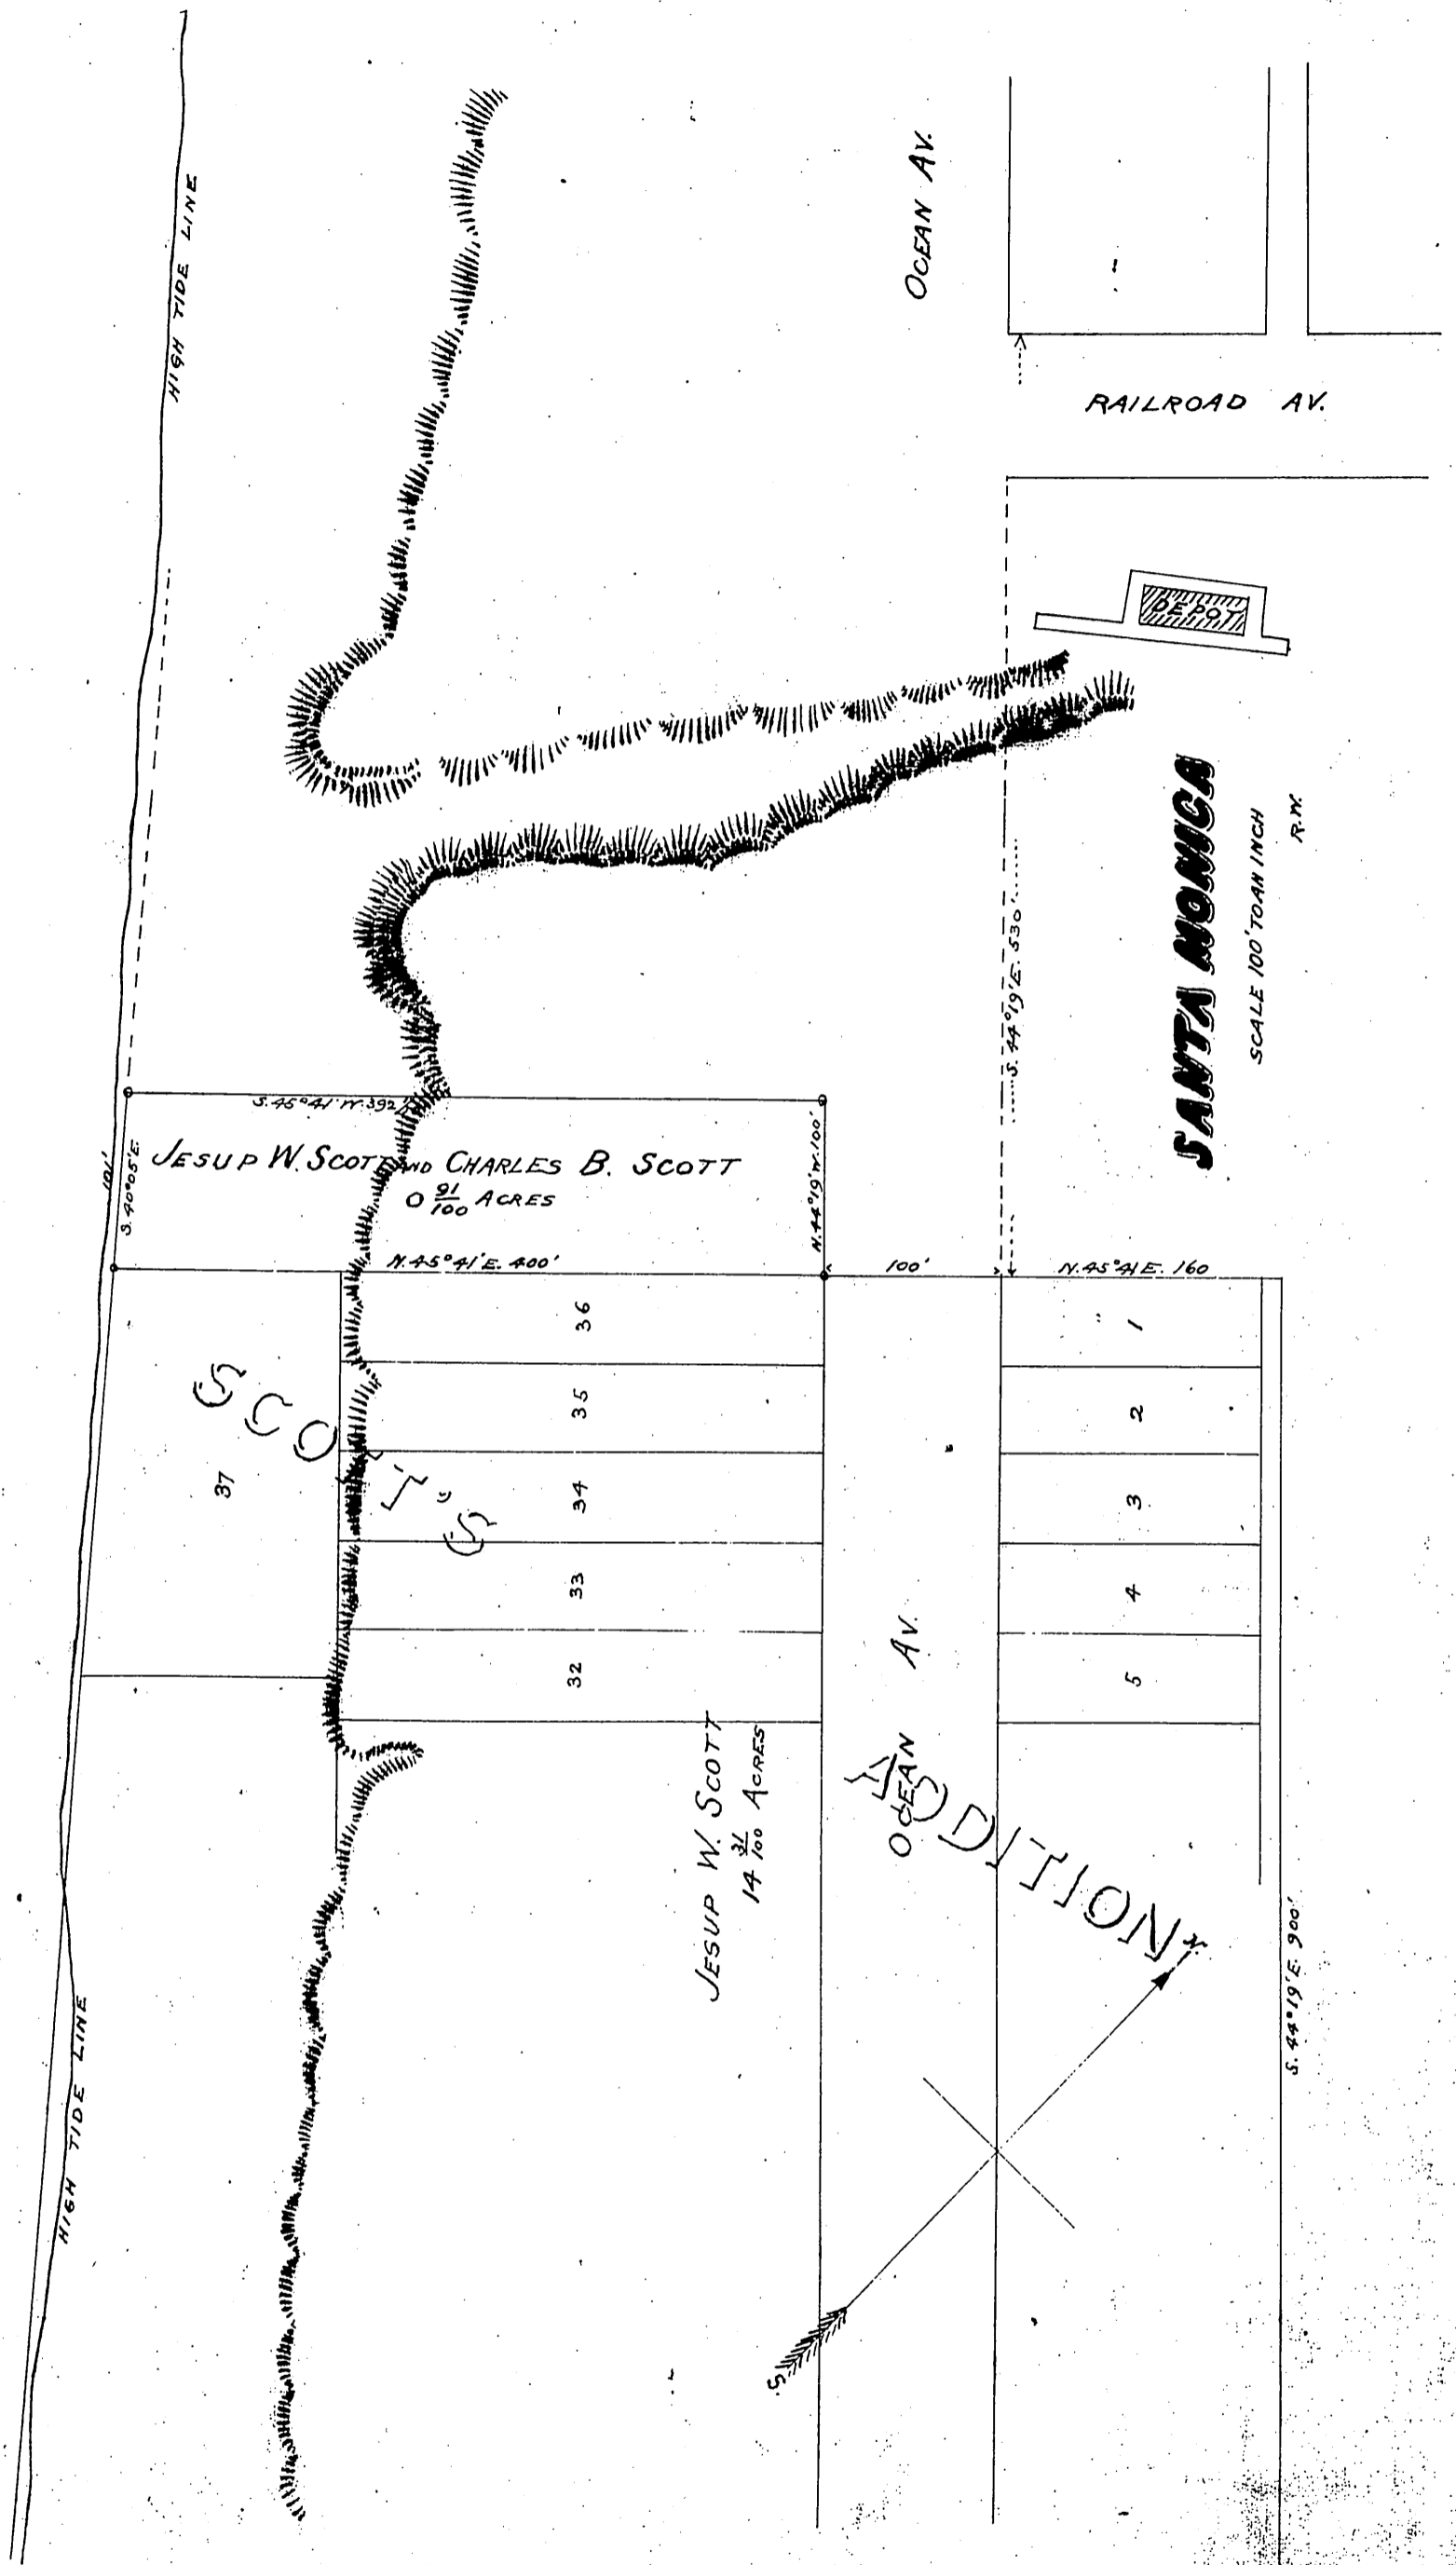 HIGH TIDE LINE
OCEAN AV.
RAILROAD AV.
DEPOT
SANTA MONICA
SCALE 100' TO AN INCH
R.W.
S. 44°19' E. 530'
S. 45°41' W. 392
JESUP W. SCOTT AND CHARLES B. SCOTT
0 91/100 ACRES
101'
S. 40°05' E.
N. 44°19' W. 100'
N. 45°41' E. 400'
100'
N. 45°41 E. 160
36
35
34
33
32
37
1
2
3
4
5
SCOTT'S
ADDITION
OCEAN AV.
JESUP W. SCOTT
14 31/100 ACRES
N
S.
S. 44°19' E. 900'
HIGH TIDE LINE